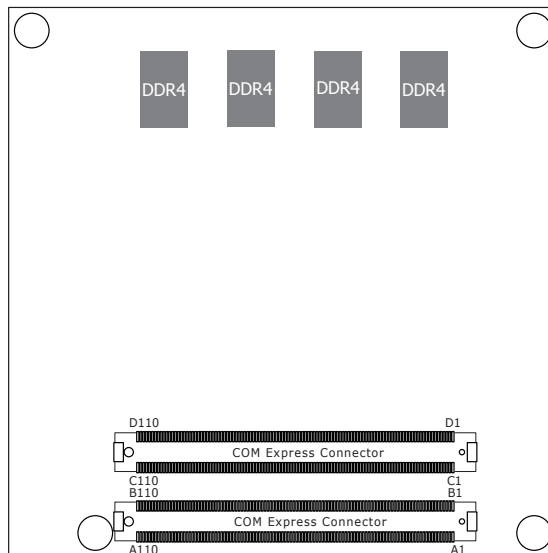 DDR4 DDR4 DDR4 DDR4
D110 D1
COM Express Connector
C110 C1
B110 B1
COM Express Connector
A110 A1